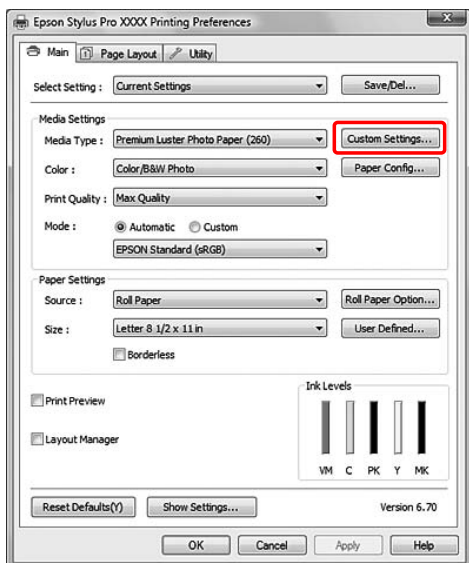 Epson Stylus Pro XXXX Printing Preferences
Main Page Layout Utility
Select Setting : Current Settings Save/Del...
Media Settings
Media Type : Premium Luster Photo Paper (260) Custom Settings...
Color : Color/B&W Photo Paper Config...
Print Quality : Max Quality
Mode : Automatic Custom
EPSON Standard (sRGB)
Paper Settings
Source : Roll Paper Roll Paper Option...
Size : Letter 8 1/2 x 11 in User Defined...
Borderless
Print Preview
Layout Manager
Ink Levels
VM C PK Y MK
Reset Defaults(Y) Show Settings... Version 6.70
OK Cancel Apply Help